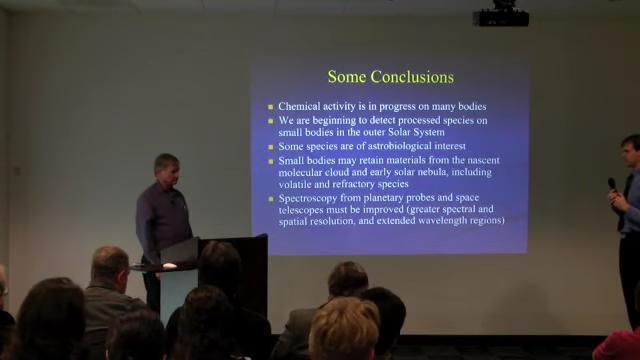 Some Conclusions
Chemical activity is in progress on many bodies
We are beginning to detect processed species on
small bodies in the outer Solar System
Some species are of astrobiological interest
Small bodies may retain materials from the nascent
molecular cloud and early solar nebula, including
volatile and refractory species
Spectroscopy from planetary probes and space
telescopes must be improved (greater spectral and
spatial resolution, and extended wavelength regions)